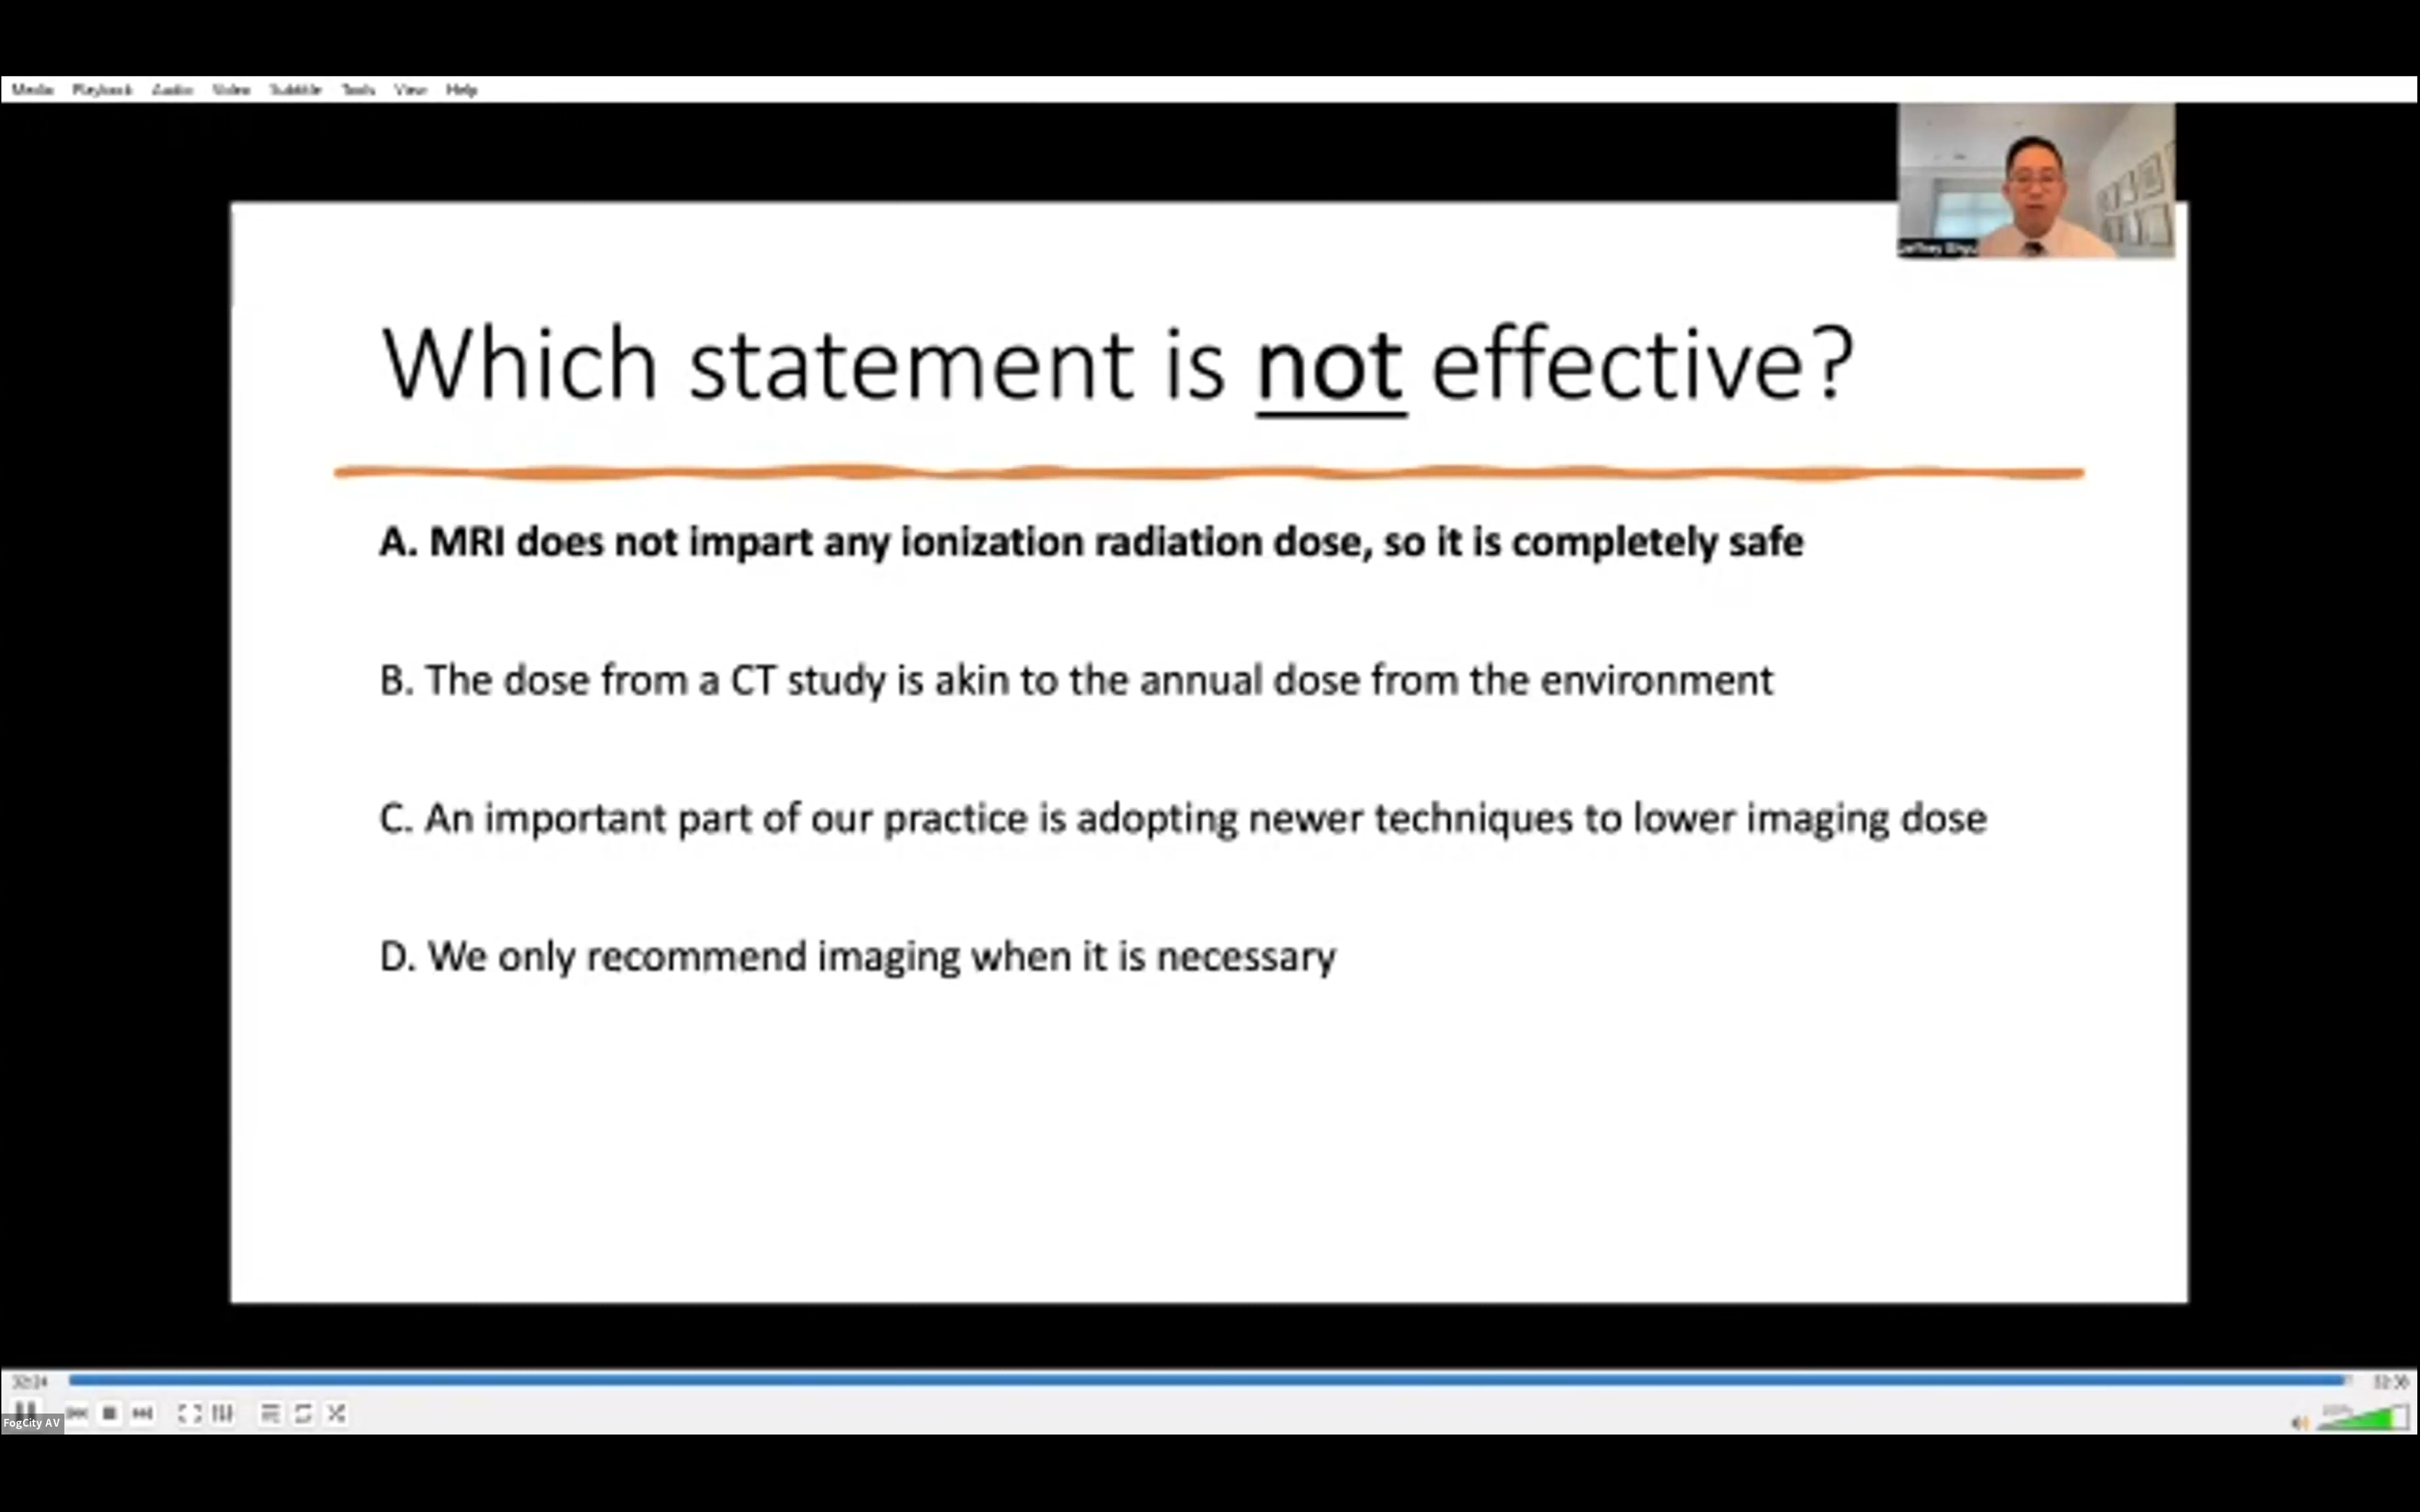 Media Playback Audio Video Subtitle Tools View Help
Jeffrey
Which statement is not effective?
A. MRI does not impart any ionization radiation dose, so it is completely safe
B. The dose from a CT study is akin to the annual dose from the environment
C. An important part of our practice is adopting newer techniques to lower imaging dose
D. We only recommend imaging when it is necessary
FogCity AV